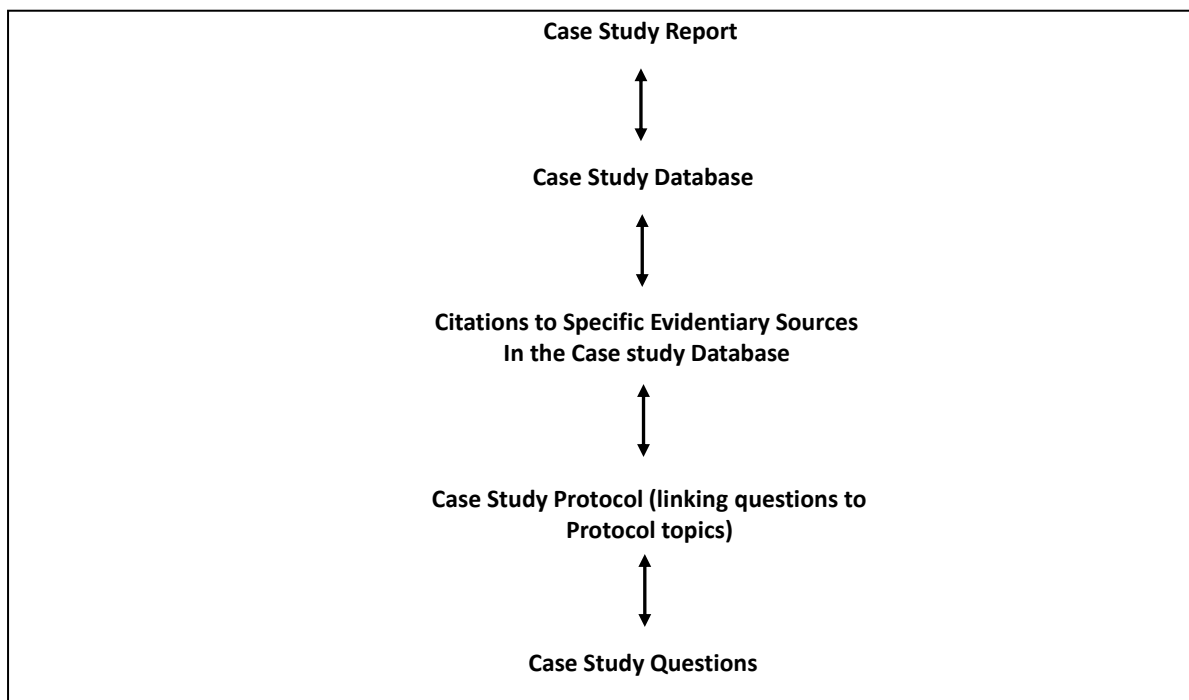 Case Study Report
Case Study Database
Citations to Specific Evidentiary Sources
In the Case study Database
Case Study Protocol (linking questions to
Protocol topics)
Case Study Questions